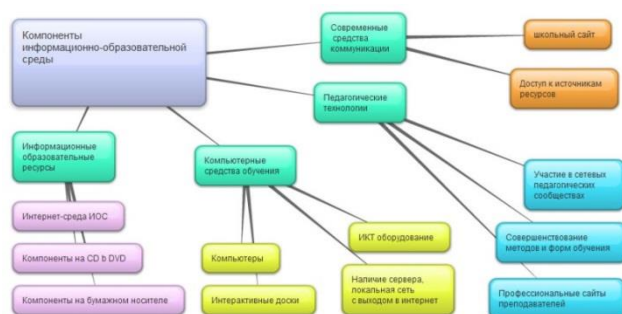 Компоненты
информационно-образовательной
среды
Современные
средства
коммуникации
школьный сайт
Доступ к источникам
ресурсов
Педагогические
технологии
Информационные
образовательные
ресурсы
Компьютерные
средства обучения
Участие в сетевых
педагогических
сообществах
Интернет-среда ИОС
ИКТ оборудование
Совершенствование
методов и форм обучения
Компоненты на CD b DVD
Компьютеры
Наличие сервера,
локальная сеть
с выходом в интернет
Профессиональные сайты
преподавателей
Компоненты на бумажном носителе
Интерактивные доски